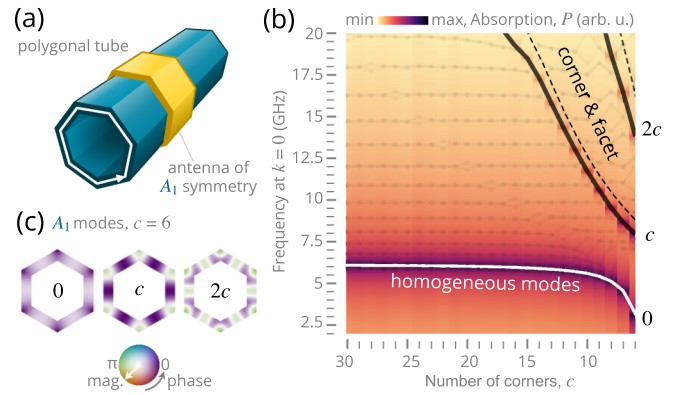 (a)
polygonal tube
antenna of
A₁ symmetry
(b)
min max, Absorption, P (arb. u.)
Frequency at k = 0 (GHz)
20
17.5
15
12.5
10
7.5
5
2.5
corner & facet
homogeneous modes
2c
c
0
30 25 20 15 10
Number of corners, c
(c) A₁ modes, c = 6
0 c 2c
π 0
mag. phase